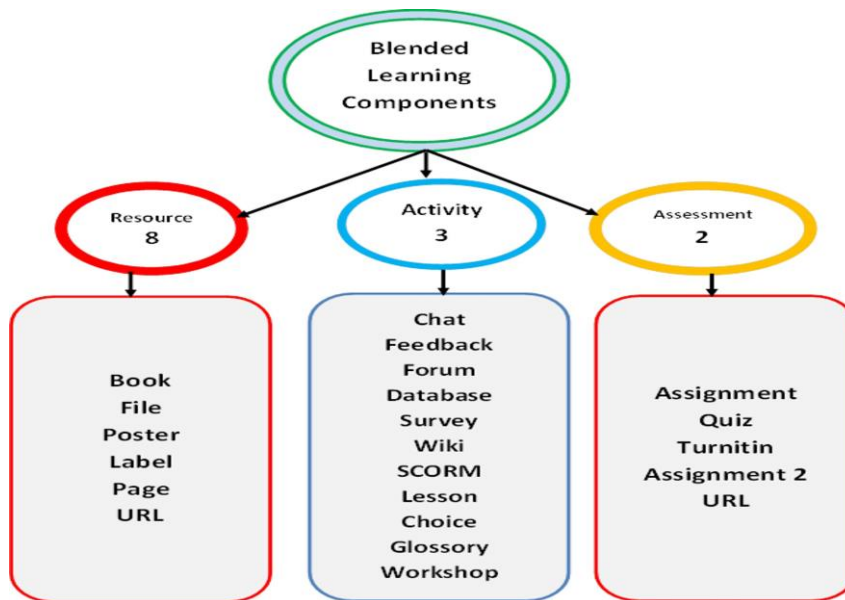 Blended
Learning
Components
Resource
8
Activity
3
Assessment
2
Book
File
Poster
Label
Page
URL
Chat
Feedback
Forum
Database
Survey
Wiki
SCORM
Lesson
Choice
Glossory
Workshop
Assignment
Quiz
Turnitin
Assignment 2
URL